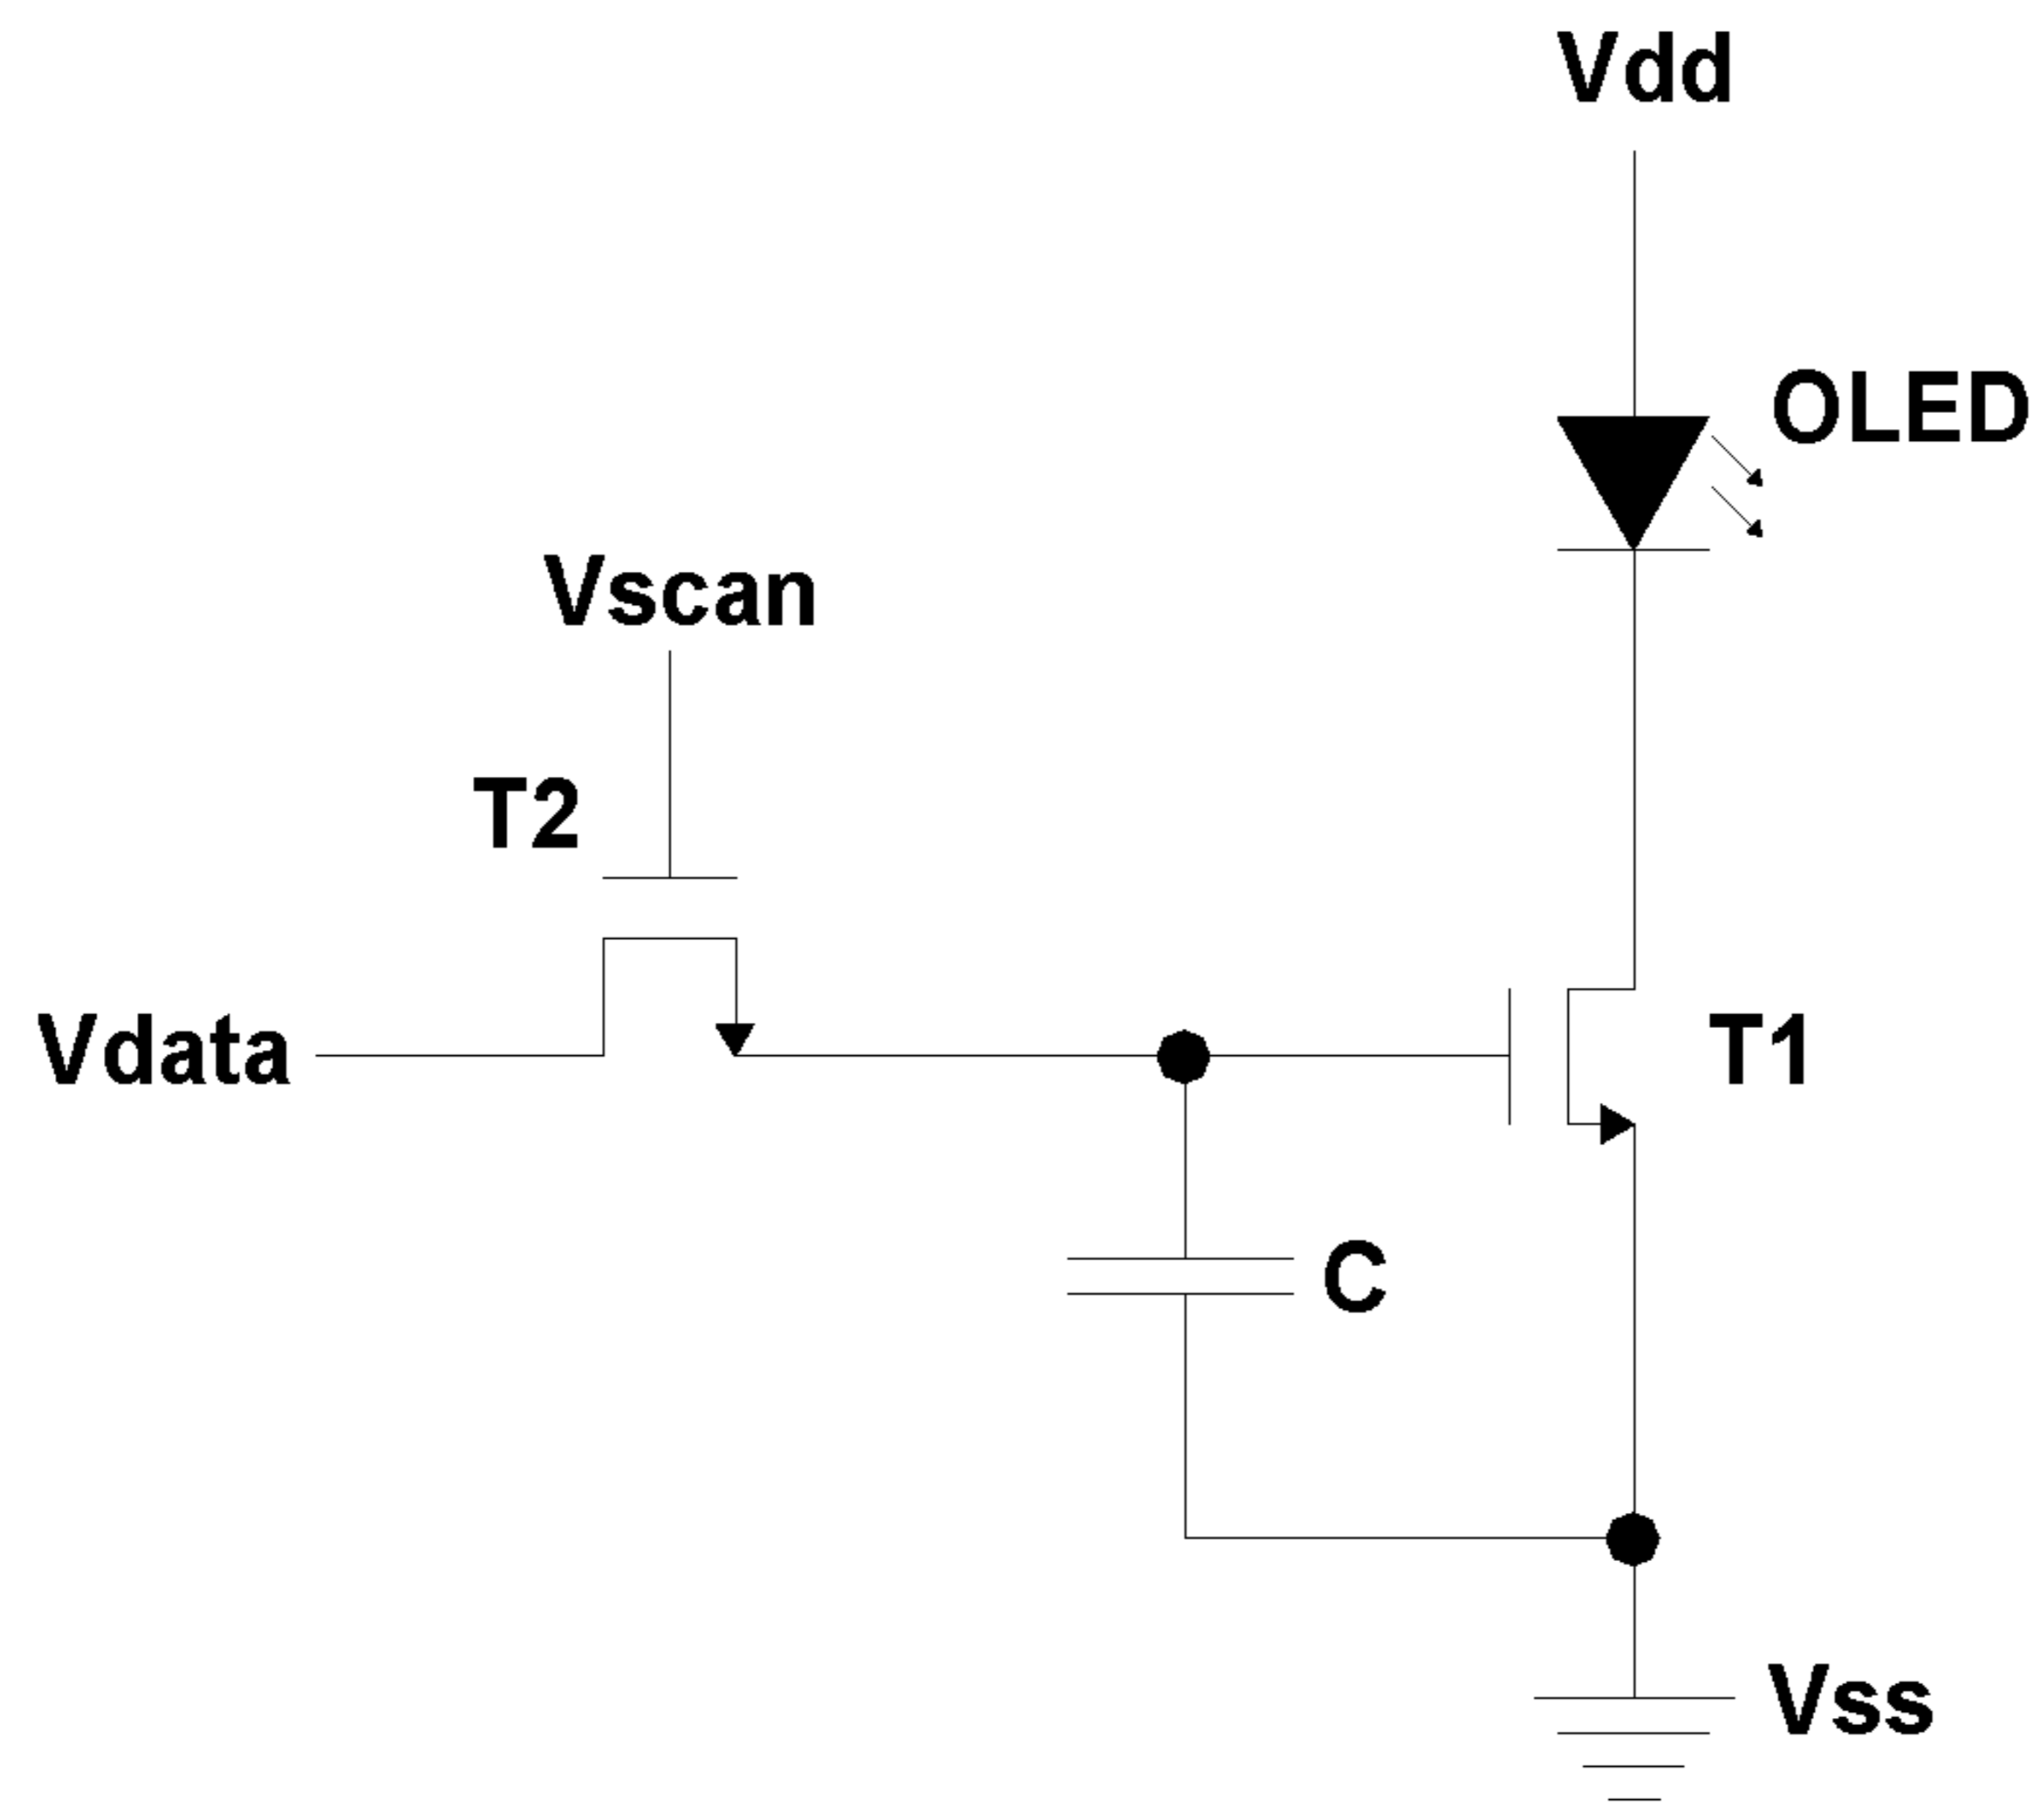 Vdd
OLED
Vscan
T2
Vdata
T1
C
Vss